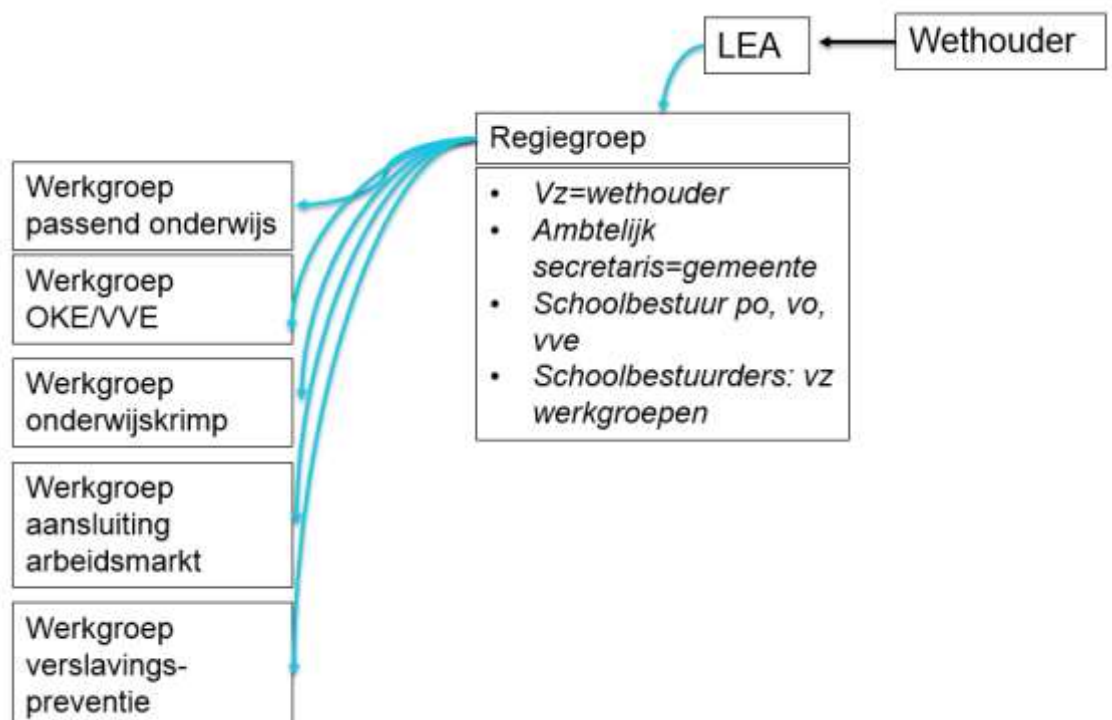 LEA
Wethouder
Regiegroep
• Vz=wethouder
• Ambtelijk
secretaris=gemeente
• Schoolbestuur po, vo,
vve
• Schoolbestuurders: vz
werkgroepen
Werkgroep
passend onderwijs
Werkgroep
OKE/VVE
Werkgroep
onderwijskrimp
Werkgroep
aansluiting
arbeidsmarkt
Werkgroep
verslavings-
preventie